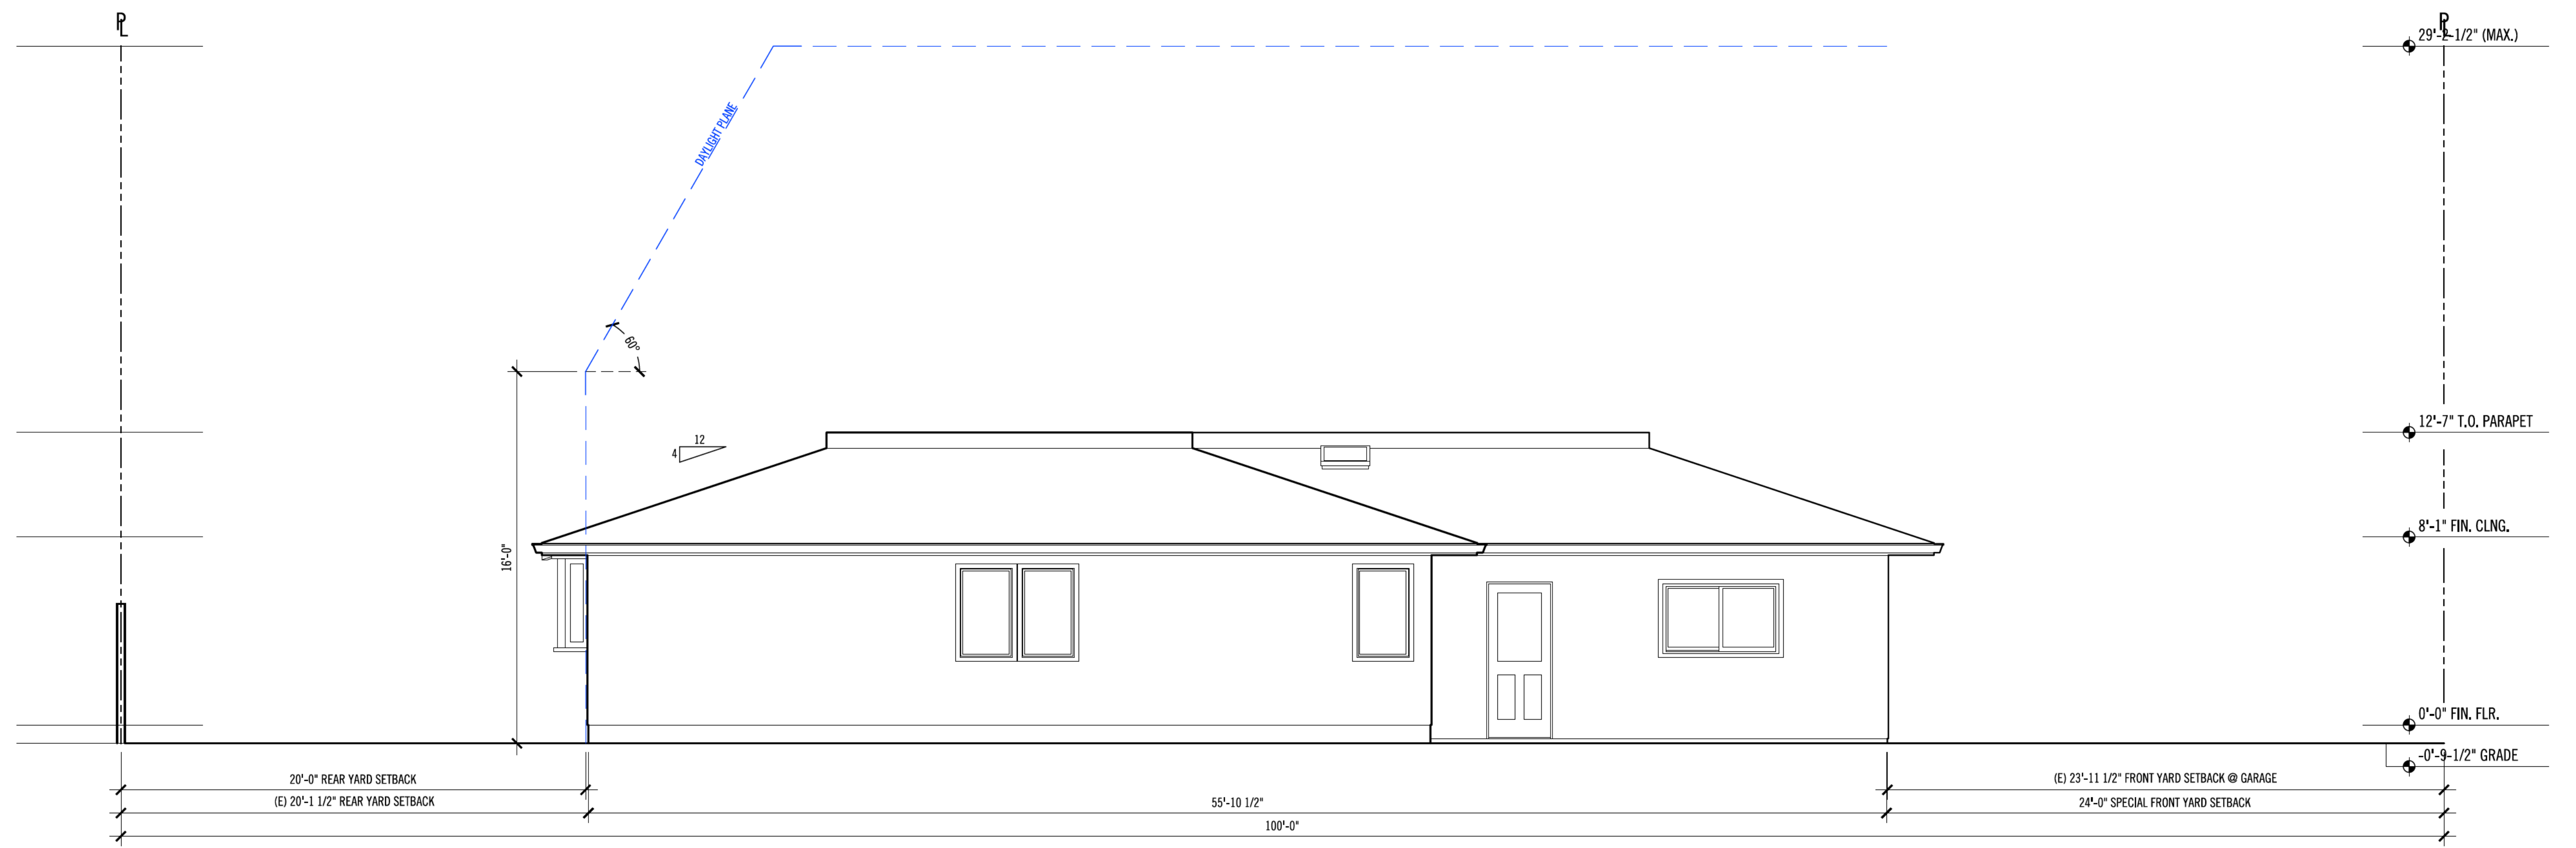 PL
PL
29'-2-1/2" (MAX.)
DAYLIGHT PLANE
60°
12
4
12'-7" T.O. PARAPET
8'-1" FIN. CLNG.
16'-0"
0'-0" FIN. FLR.
-0'-9-1/2" GRADE
20'-0" REAR YARD SETBACK
(E) 23'-11 1/2" FRONT YARD SETBACK @ GARAGE
(E) 20'-1 1/2" REAR YARD SETBACK
55'-10 1/2"
24'-0" SPECIAL FRONT YARD SETBACK
100'-0"